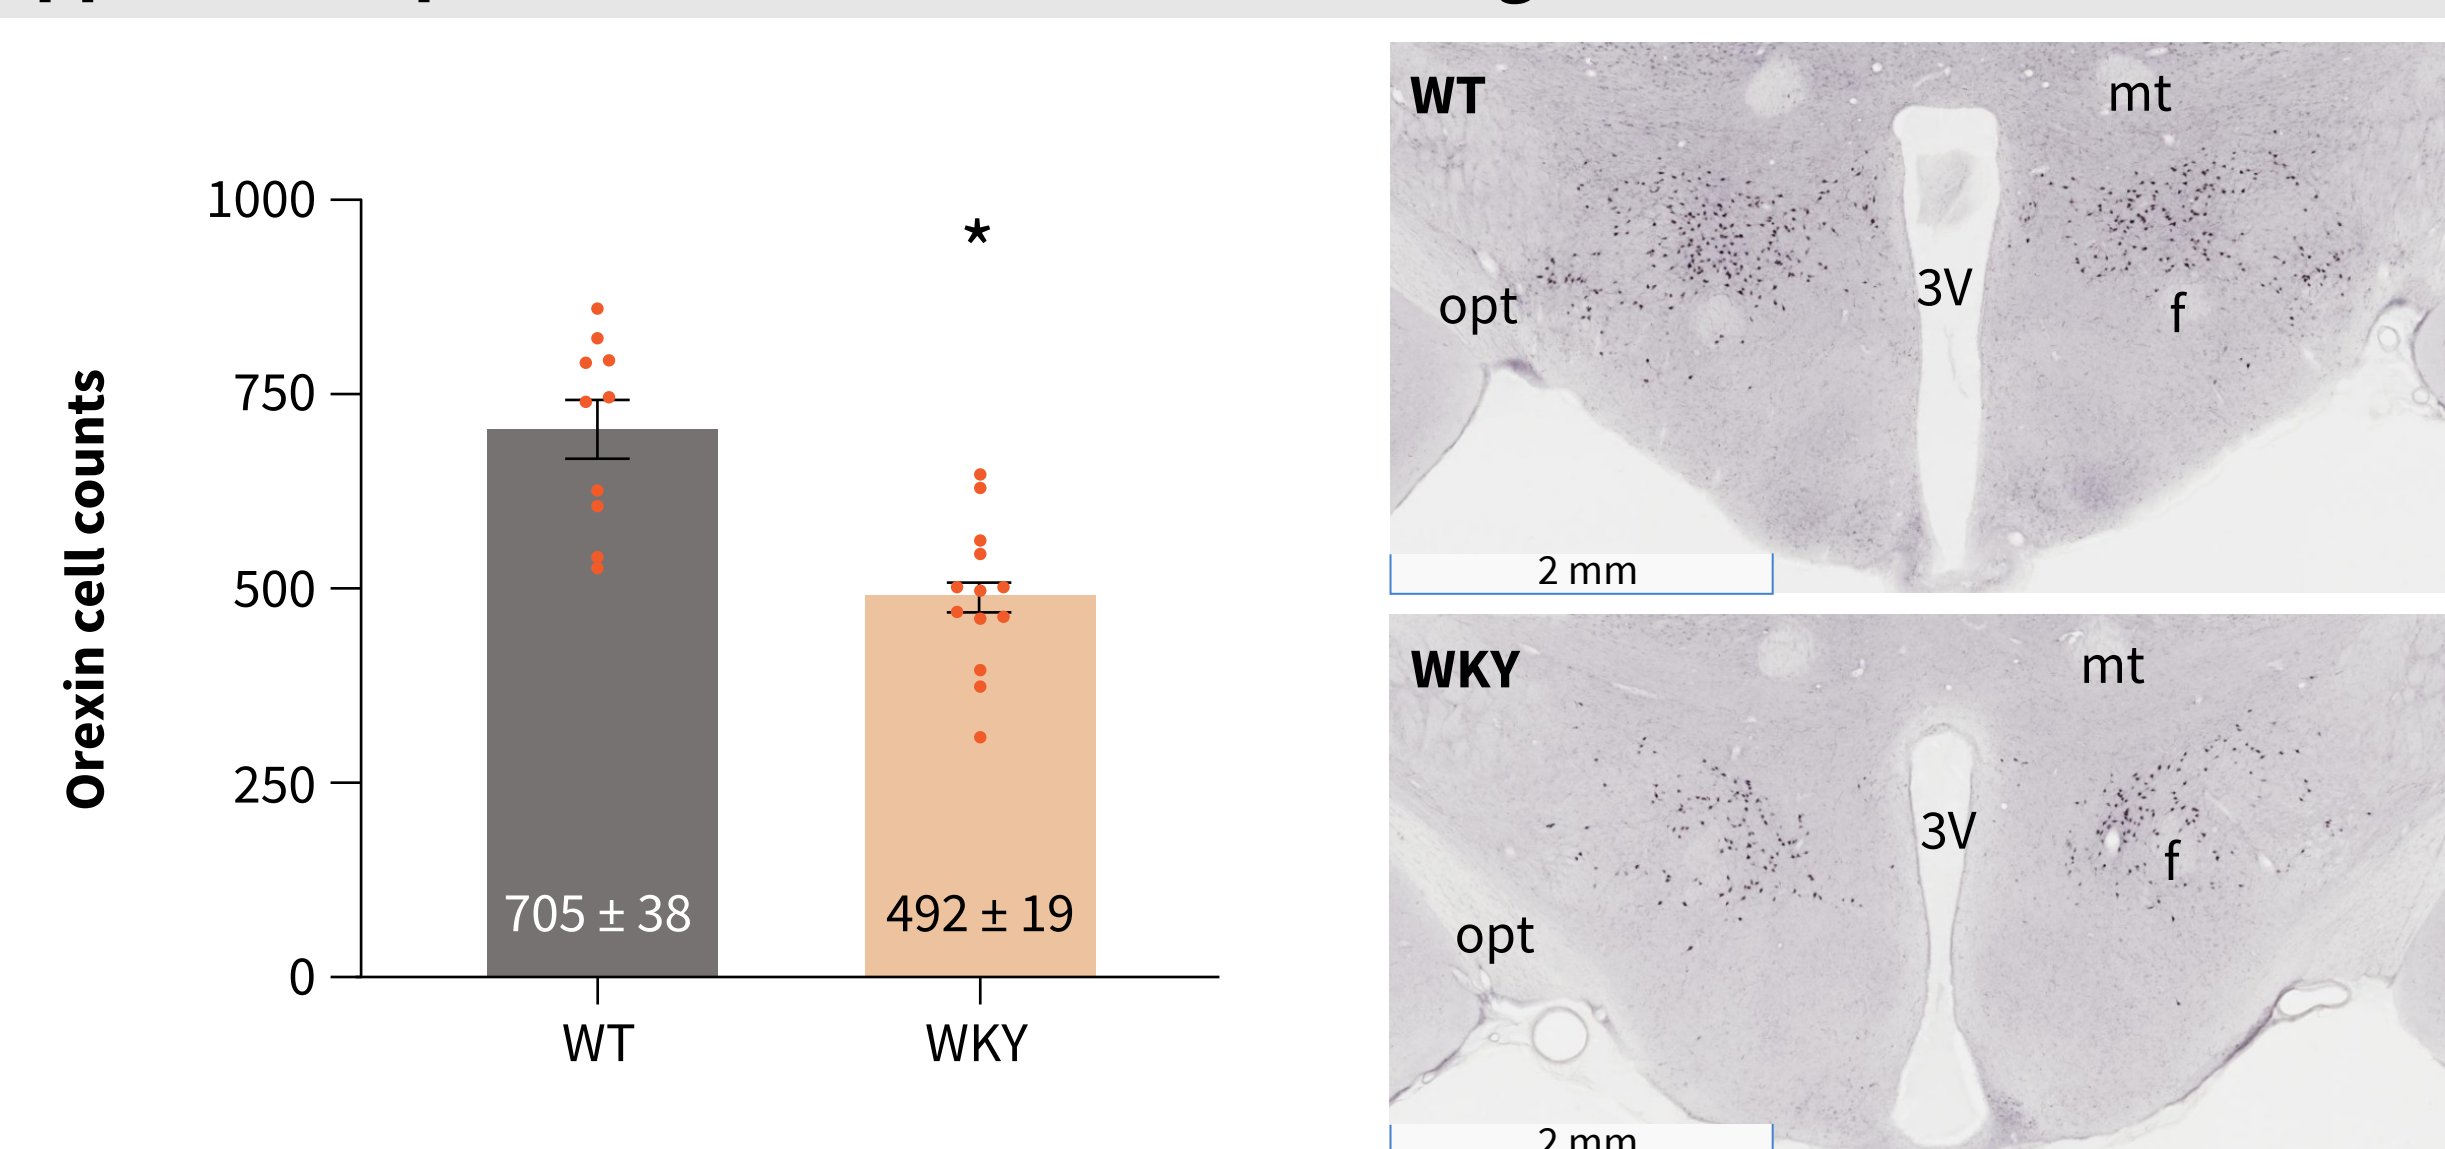 Orexin cell counts
1000
750
500
250
0
*
705 ± 38
492 ± 19
WT
WKY
WT
mt
3V
opt
f
2 mm
WKY
mt
3V
f
opt
2 mm